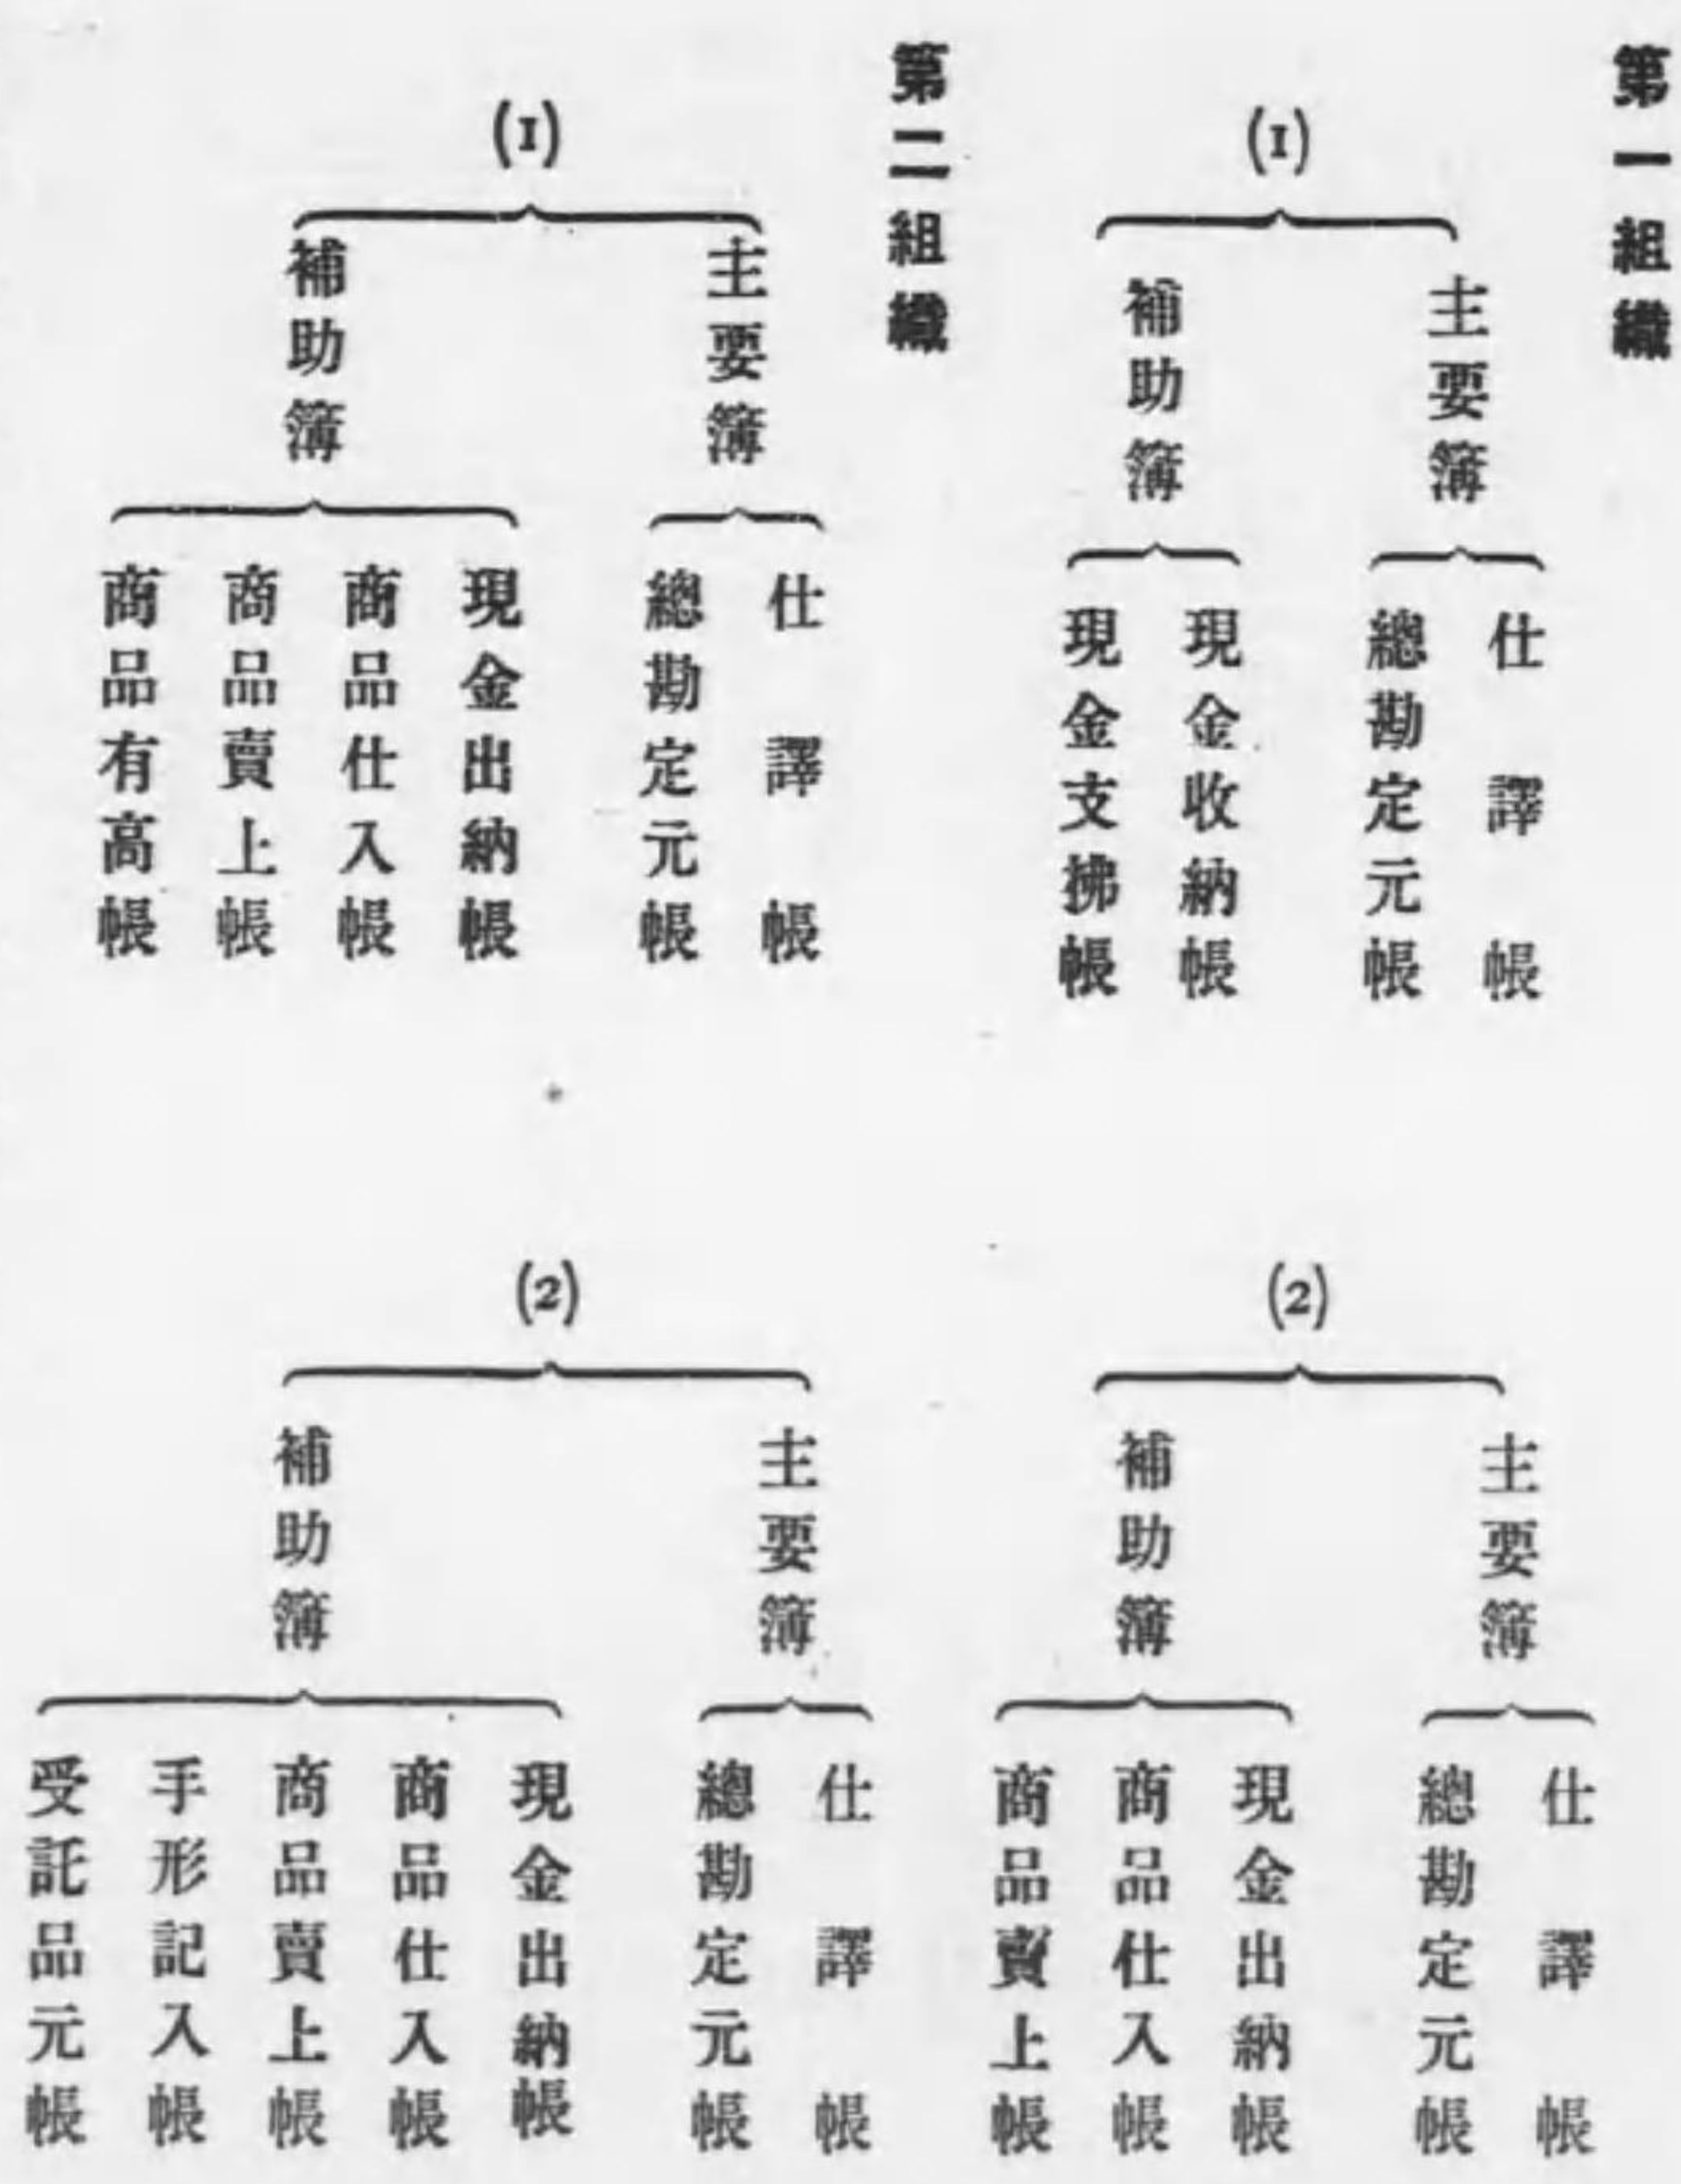 第一組織
(1)
主要簿
仕譯帳
總勘定元帳
補助簿
現金收納帳
現金支拂帳
(2)
主要簿
仕譯帳
總勘定元帳
補助簿
現金出納帳
商品仕入帳
商品賣上帳
第二組織
(1)
主要簿
仕譯帳
總勘定元帳
補助簿
現金出納帳
商品仕入帳
商品賣上帳
商品有高帳
(2)
主要簿
仕譯帳
總勘定元帳
補助簿
現金出納帳
商品仕入帳
商品賣上帳
手形記入帳
受託品元帳